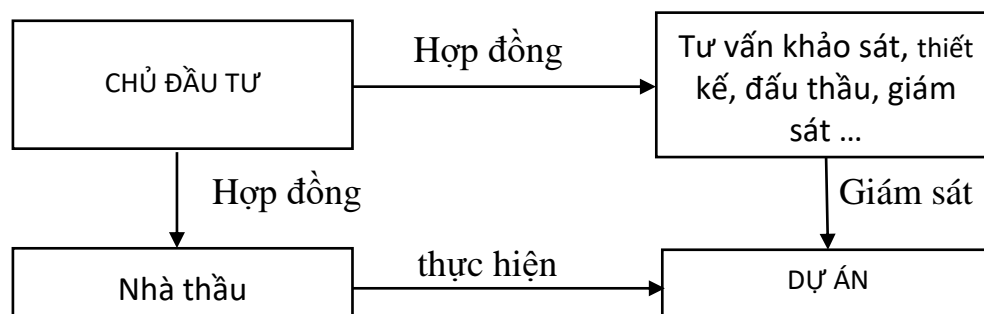 CHỦ ĐẦU TƯ
Hợp đồng
Tư vấn khảo sát, thiết
kế, đấu thầu, giám
sát ...
Hợp đồng
Giám sát
Nhà thầu
thực hiện
DỰ ÁN